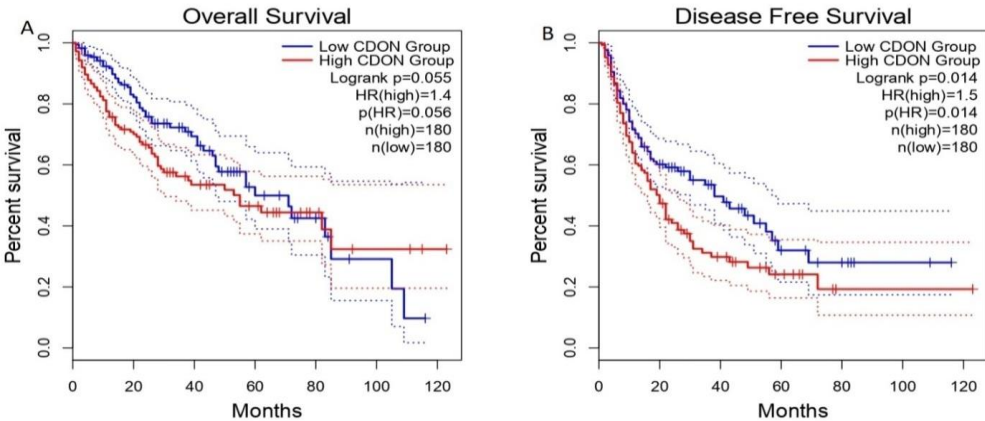 A
Overall Survival
Low CDON Group
High CDON Group
Logrank p=0.055
HR(high)=1.4
p(HR)=0.056
n(high)=180
n(low)=180
Percent survival
1.0
0.8
0.6
0.4
0.2
0.0
0 20 40 60 80 100 120
Months
B
Disease Free Survival
Low CDON Group
High CDON Group
Logrank p=0.014
HR(high)=1.5
p(HR)=0.014
n(high)=180
n(low)=180
Percent survival
1.0
0.8
0.6
0.4
0.2
0.0
0 20 40 60 80 100 120
Months